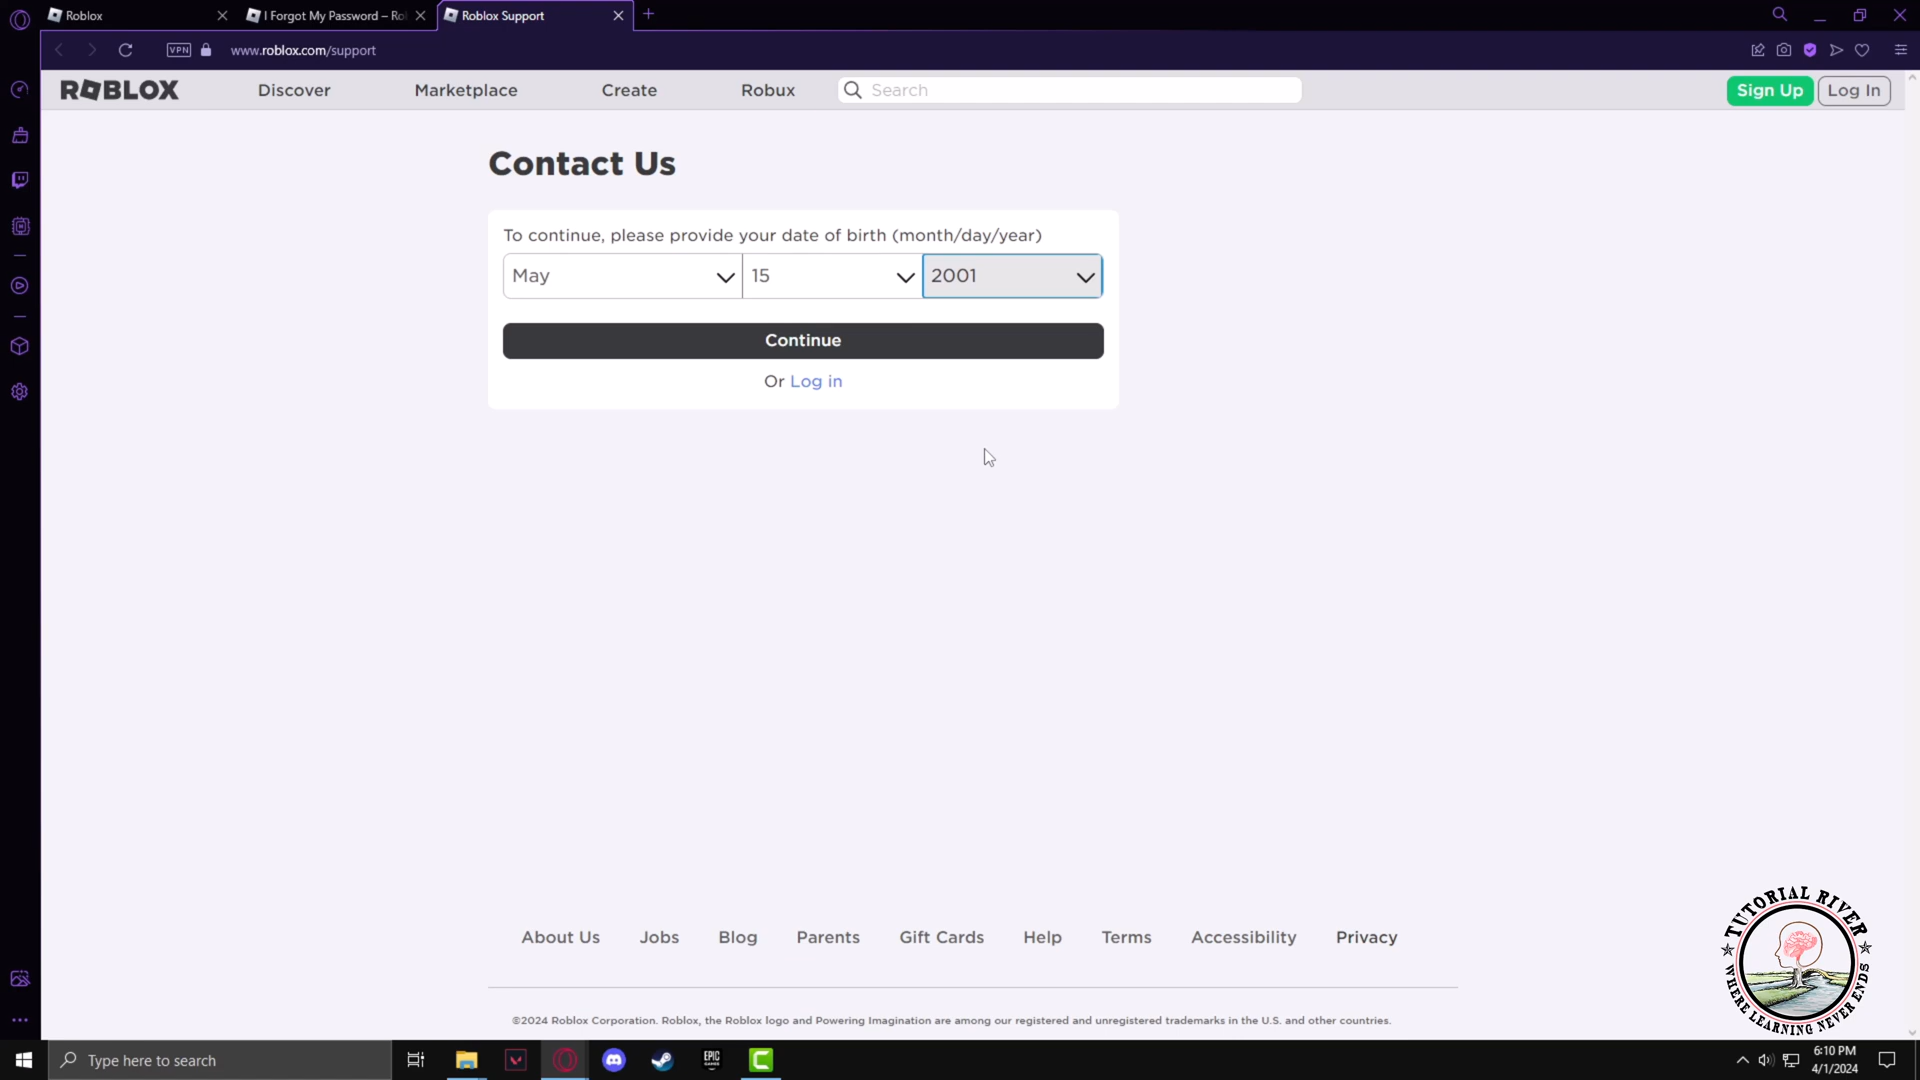 Roblox
I Forgot My Password – Ro
Roblox Support
VPN
www.roblox.com/support
ROBLOX
Discover
Marketplace
Create
Robux
Search
Sign Up
Log In
Contact Us
To continue, please provide your date of birth (month/day/year)
May
15
2001
Continue
Or Log in
About Us
Jobs
Blog
Parents
Gift Cards
Help
Terms
Accessibility
Privacy
©2024 Roblox Corporation. Roblox, the Roblox logo and Powering Imagination are among our registered and unregistered trademarks in the U.S. and other countries.
TUTORIAL RIVER
WHERE LEARNING NEVER ENDS
Type here to search
EPIC
GAMES
6:10 PM
4/1/2024